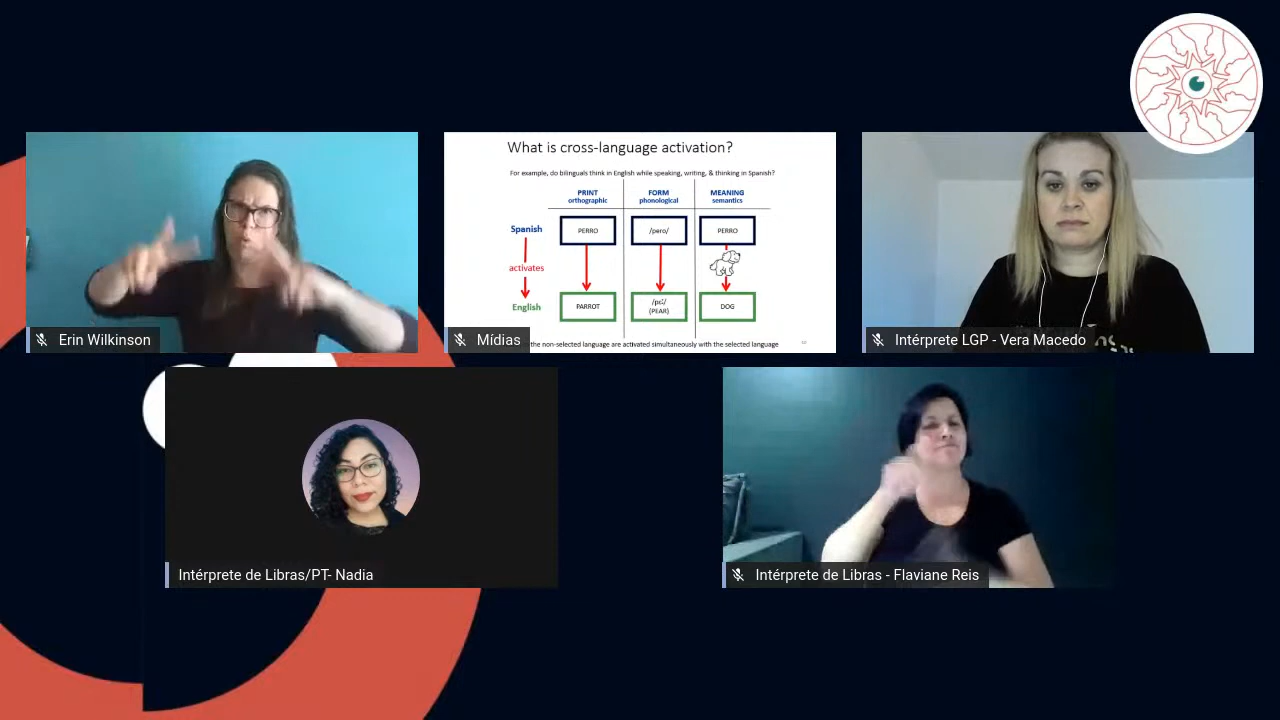 What is cross-language activation?
For example, do bilinguals think in English while speaking, writing, & thinking in Spanish?
PRINT
orthographic
FORM
phonological
MEANING
semantics
Spanish
PERRO
/pero/
PERRO
activates
English
PARROT
/pɛ/
(PEAR)
DOG
the non-selected language are activated simultaneously with the selected language
Erin Wilkinson
Mídias
Intérprete LGP - Vera Macedo
Intérprete de Libras/PT- Nadia
Intérprete de Libras - Flaviane Reis